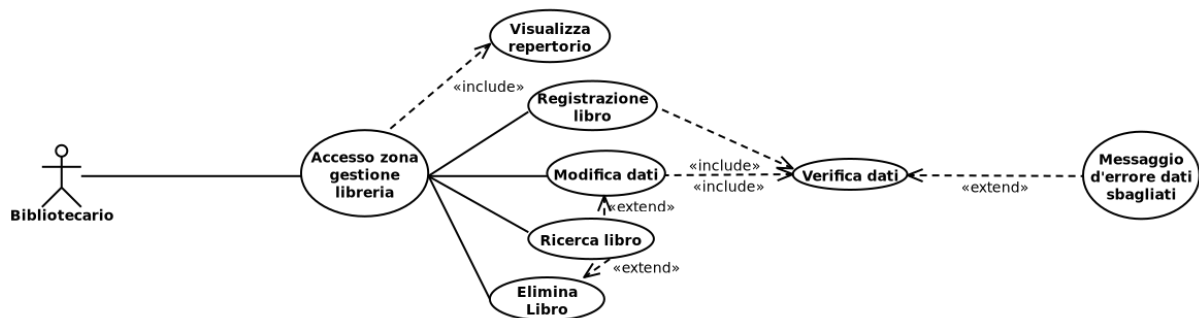 Visualizza
repertorio
«include»
Registrazione
libro
Accesso zona
gestione
libreria
Bibliotecario
Modifica dati
«include»
«include»
Verifica dati
«extend»
Messaggio
d'errore dati
sbagliati
«extend»
Ricerca libro
«extend»
Elimina
Libro